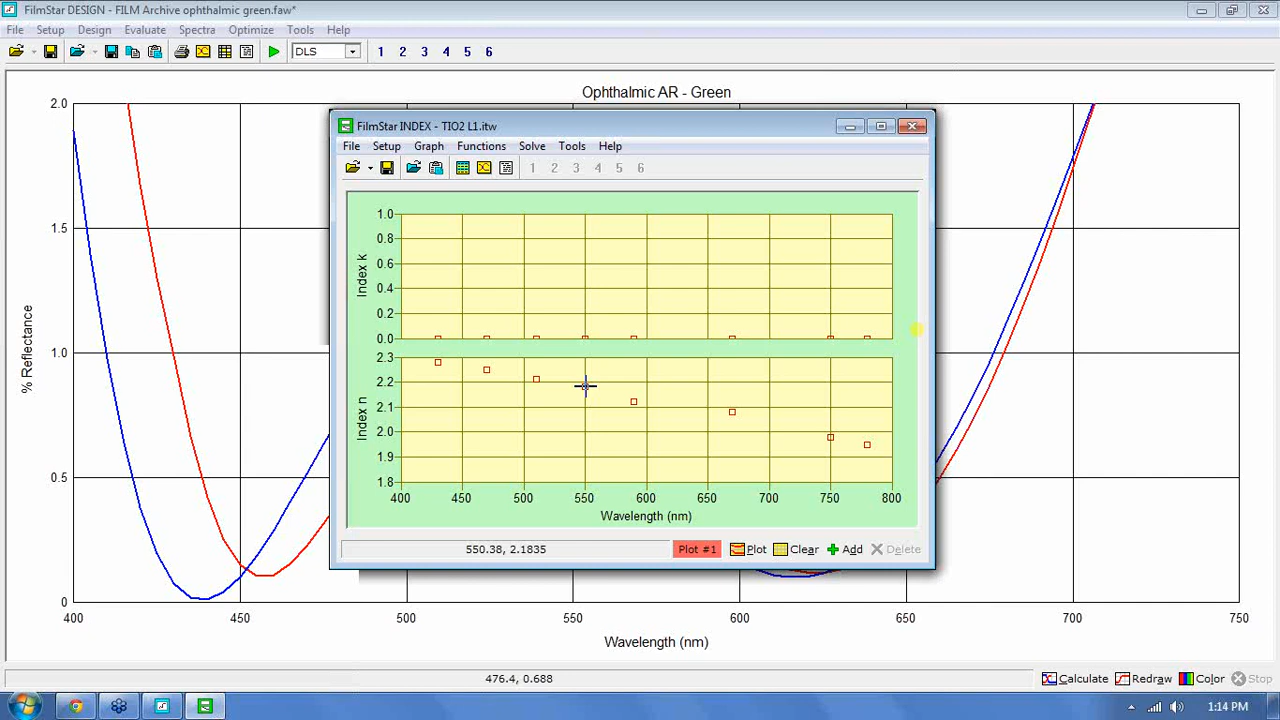 FilmStar DESIGN - FILM Archive ophthalmic green.faw*
File Setup Design Evaluate Spectra Optimize Tools Help
DLS 1 2 3 4 5 6
Ophthalmic AR - Green
2.0
1.5
1.0
0.5
0
% Reflectance
400 450 500 550 600 650 700 750
Wavelength (nm)
FilmStar INDEX - TIO2 L1.itw
File Setup Graph Functions Solve Tools Help
1 2 3 4 5 6
1.0
0.8
0.6
0.4
0.2
0.0
Index k
2.3
2.2
2.1
2.0
1.9
1.8
Index n
400 450 500 550 600 650 700 750 800
Wavelength (nm)
550.38, 2.1835 Plot #1 Plot Clear Add Delete
476.4, 0.688 Calculate Redraw Color Stop
1:14 PM